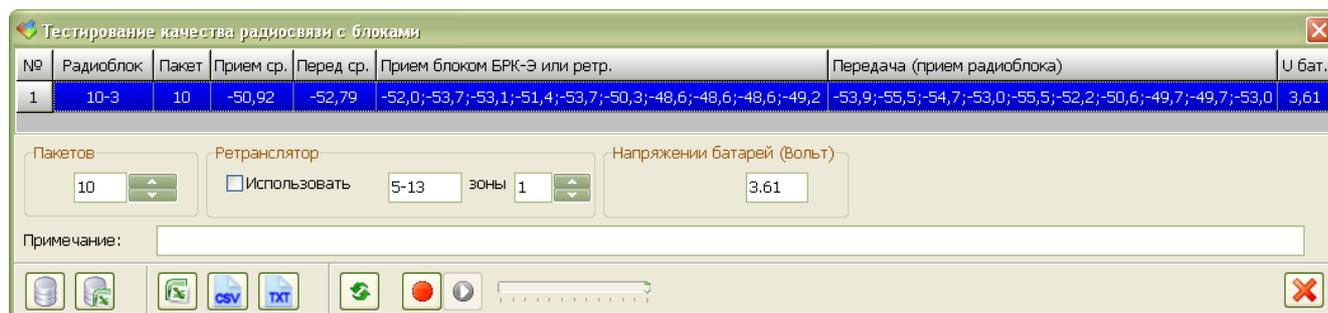 Тестирование качества радиосвязи с блоками
№ Радиоблок Пакет Прием ср. Перед ср. Прием блоком БРК-Э или ретр. Передача (прием радиоблока) U бат.
1 10-3 10 -50,92 -52,79 -52,0;-53,7;-53,1;-51,4;-53,7;-50,3;-48,6;-48,6;-48,6;-49,2 -53,9;-55,5;-54,7;-53,0;-55,5;-52,2;-50,6;-49,7;-49,7;-53,0 3,61
Пакетов Ретранслятор Напряжении батарей (Вольт)
10 Использовать 5-13 зоны 1 3.61
Примечание:
CSV TXT